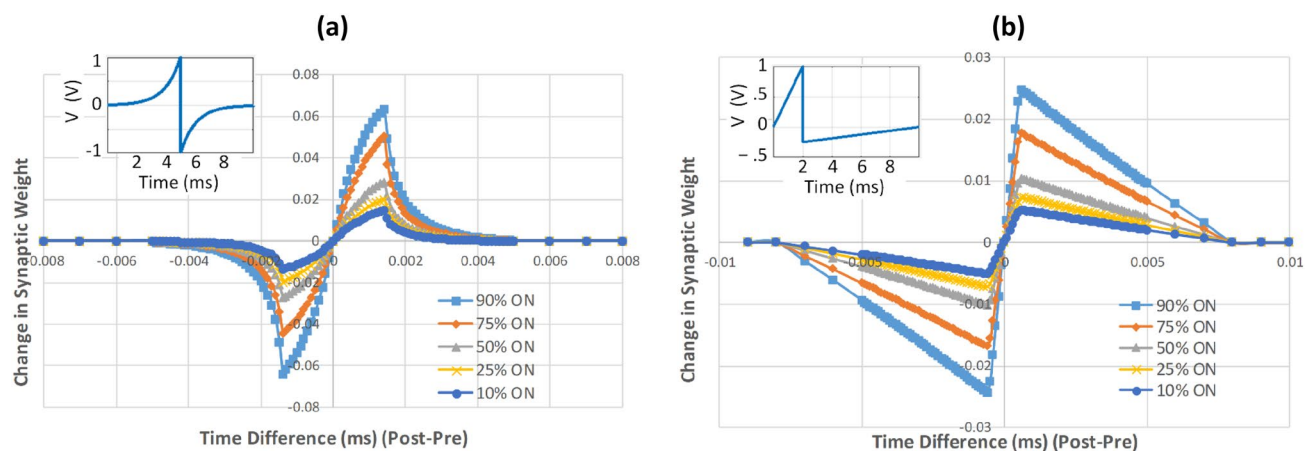 (a)
(b)
V (V)
1
0
-1
2 4 6 8
Time (ms)
Change in Synaptic Weight
0.08
0.06
0.04
0.02
0
-0.02
-0.04
-0.06
-0.08
-0.008 -0.006 -0.004 -0.002 0 0.002 0.004 0.006 0.008
90% ON
75% ON
50% ON
25% ON
10% ON
Time Difference (ms) (Post-Pre)
V (V)
1
.5
0
-.5
2 4 6 8
Time (ms)
Change in Synaptic Weight
0.03
0.02
0.01
0
-0.01
-0.02
-0.03
-0.01 -0.005 0 0.005 0.01
90% ON
75% ON
50% ON
25% ON
10% ON
Time Difference (ms) (Post-Pre)